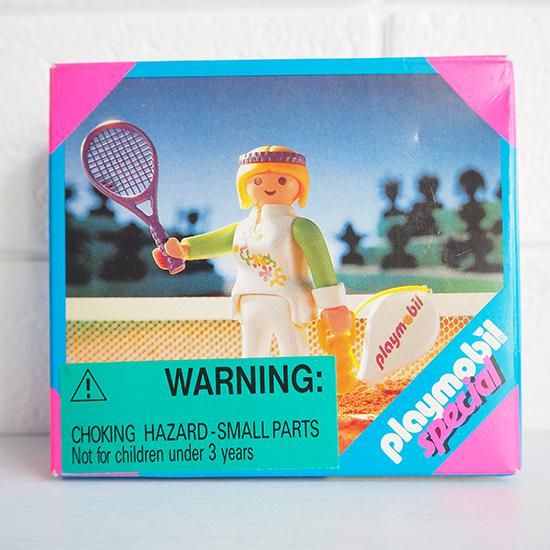 playmobil
WARNING:
CHOKING HAZARD-SMALL PARTS
Not for children under 3 years
playmobil
special